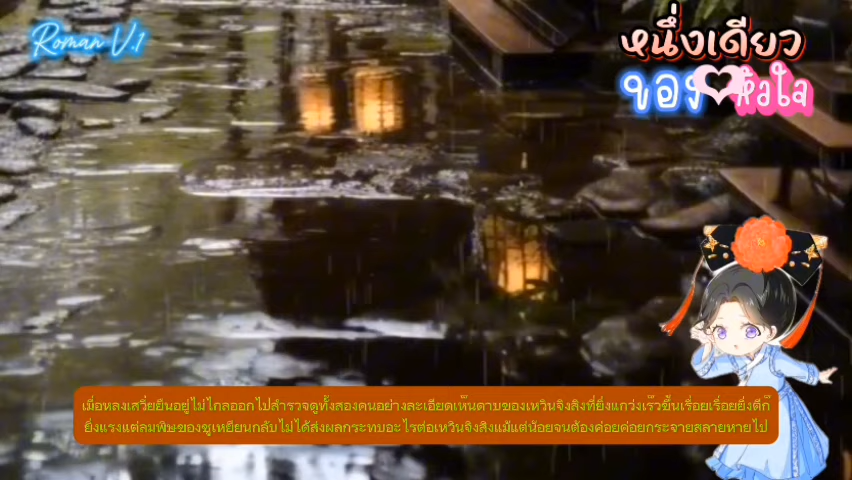 Roman V.1
หนึ่งเดียว
ของหัวใจ
เมื่อหลงเสวี่ยยืนอยู่ไม่ไกลออกไปสำรวจดูทั้งสองคนอย่างละเอียดเห็นดาบของเหวินจิงสิงที่ยิ่งแกว่งเร็วขึ้นเรื่อยเรื่อยยิ่งตีก็
ยิ่งแรงแต่ลมพิษของซูเหยียนกลับไม่ได้ส่งผลกระทบอะไรต่อเหวินจิงสิงแม้แต่น้อยจนต้องค่อยค่อยกระจายสลายหายไป